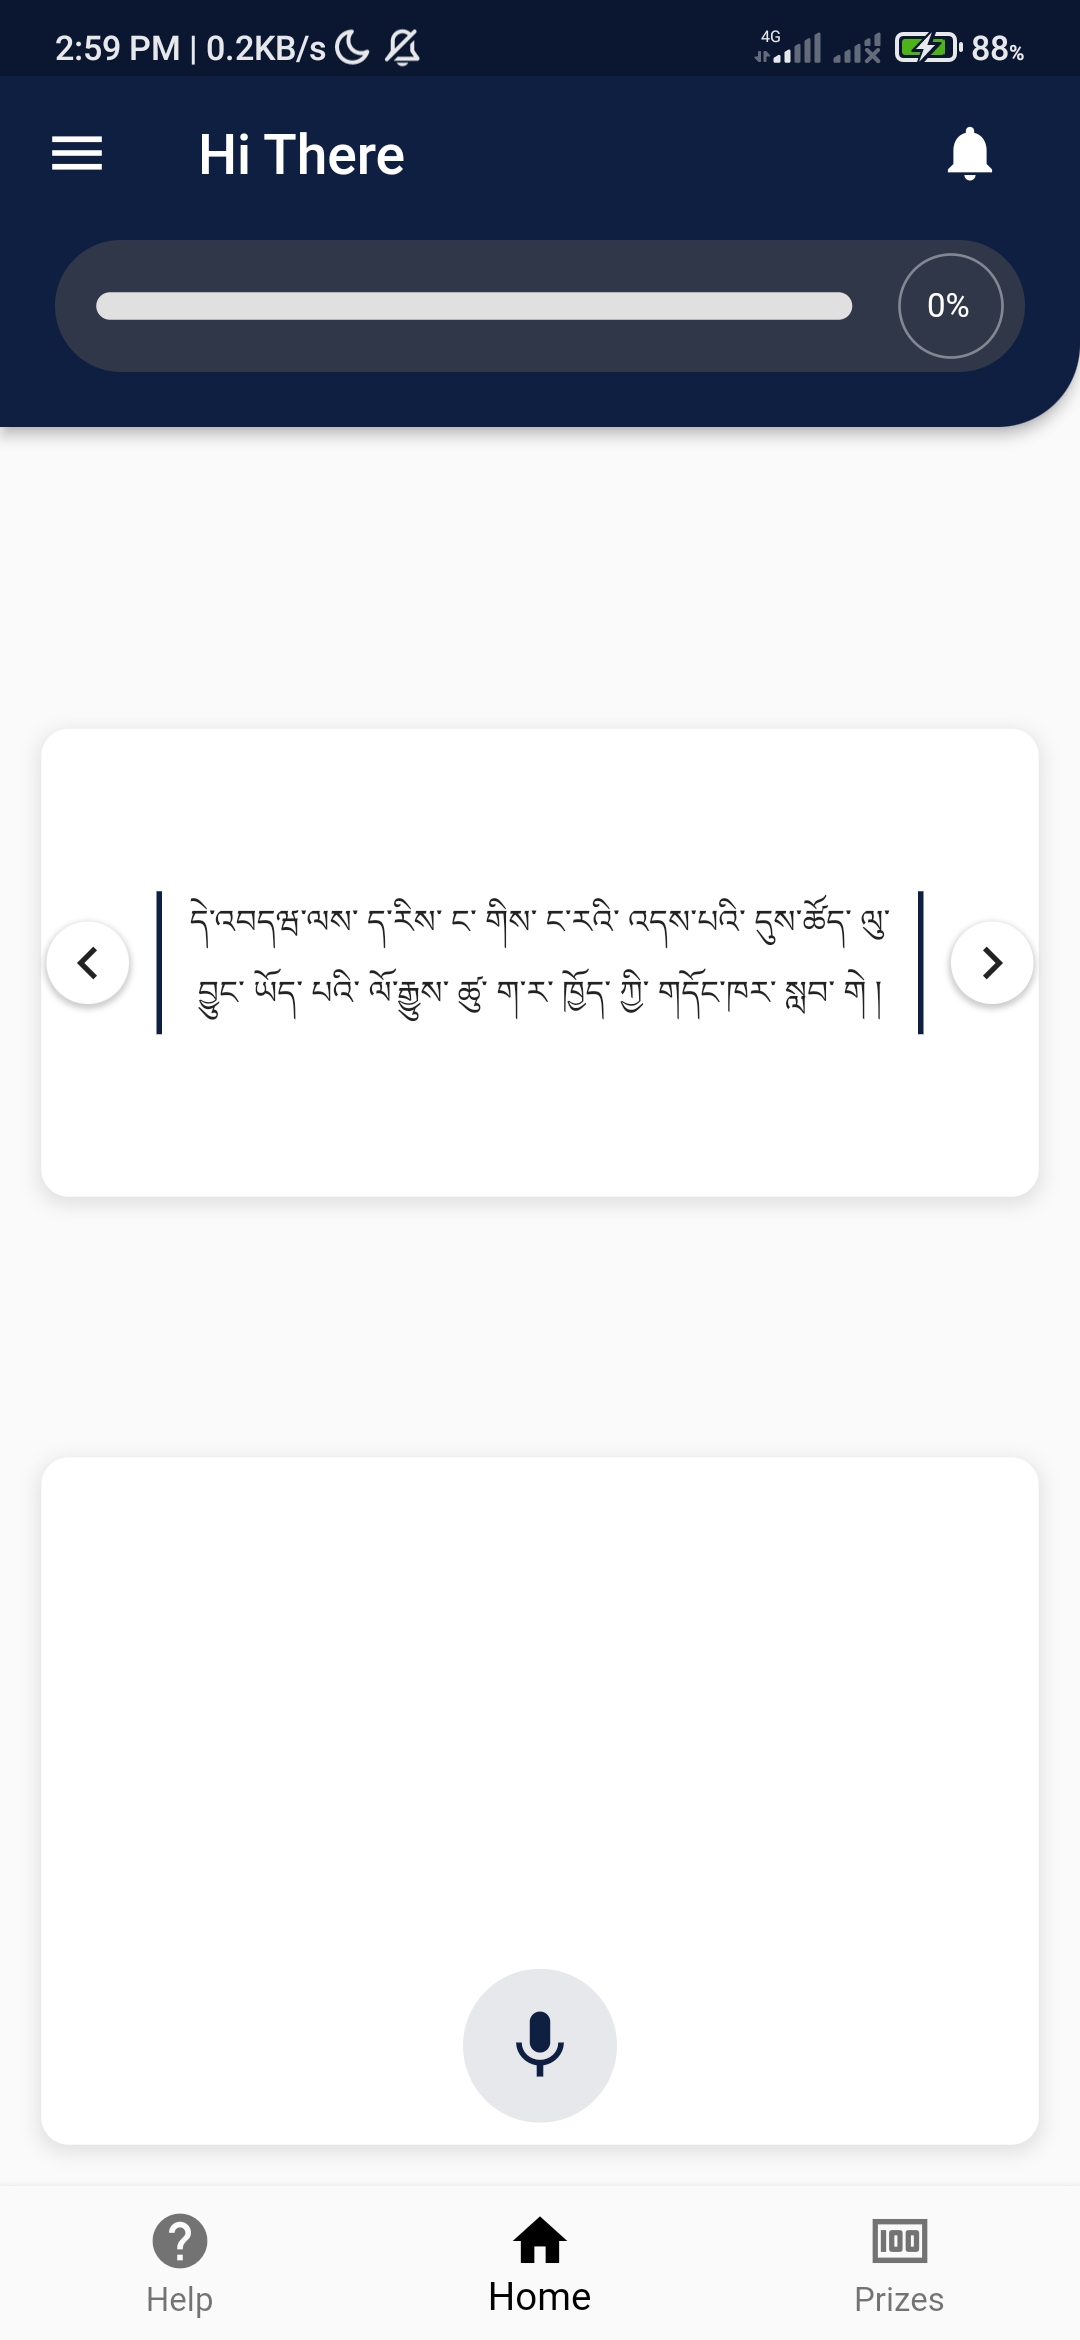 2:59 PM | 0.2KB/s
4G
88%
Hi There
0%
དེ་འབདཝ་ལས་ ད་རིས་ ང་ གིས་ ང་རའི་ འདས་པའི་ དུས་ཚོད་ ལུ་
བྱུང་ ཡོད་ པའི་ ལོ་རྒྱུས་ ཚུ་ ག་ར་ ཁྱོད་ ཀྱི་ གདོང་ཁར་ སླབ་ གེ །
Help
Home
Prizes